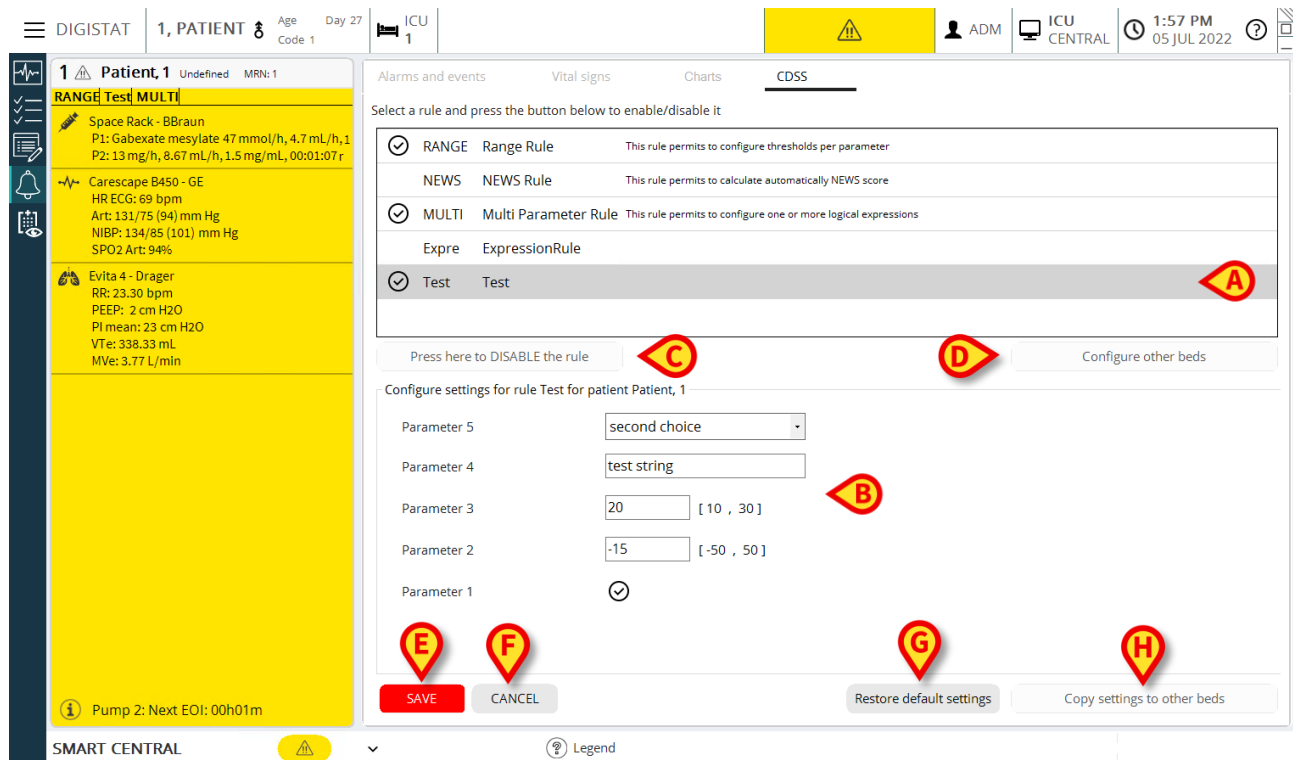 DIGISTAT 1, PATIENT Age Day 27 Code 1 ICU 1 ADM ICU CENTRAL 1:57 PM 05 JUL 2022
1 Patient, 1 Undefined MRN: 1
RANGE Test MULTI
Space Rack - BBraun
P1: Gabexate mesylate 47 mmol/h, 4.7 mL/h, 1
P2: 13 mg/h, 8.67 mL/h, 1.5 mg/mL, 00:01:07 r
Carescape B450 - GE
HR ECG: 69 bpm
Art: 131/75 (94) mm Hg
NIBP: 134/85 (101) mm Hg
SPO2 Art: 94%
Evita 4 - Drager
RR: 23.30 bpm
PEEP: 2 cm H2O
PI mean: 23 cm H2O
VTe: 338.33 mL
MVe: 3.77 L/min
Pump 2: Next EOI: 00h01m
Alarms and events Vital signs Charts CDSS
Select a rule and press the button below to enable/disable it
RANGE Range Rule This rule permits to configure thresholds per parameter
NEWS NEWS Rule This rule permits to calculate automatically NEWS score
MULTI Multi Parameter Rule This rule permits to configure one or more logical expressions
Expre ExpressionRule
Test Test A
Press here to DISABLE the rule C D Configure other beds
Configure settings for rule Test for patient Patient, 1
Parameter 5 second choice
Parameter 4 test string
B
Parameter 3 20 [ 10 , 30 ]
Parameter 2 -15 [ -50 , 50 ]
Parameter 1
E F G H
SAVE CANCEL Restore default settings Copy settings to other beds
SMART CENTRAL Legend